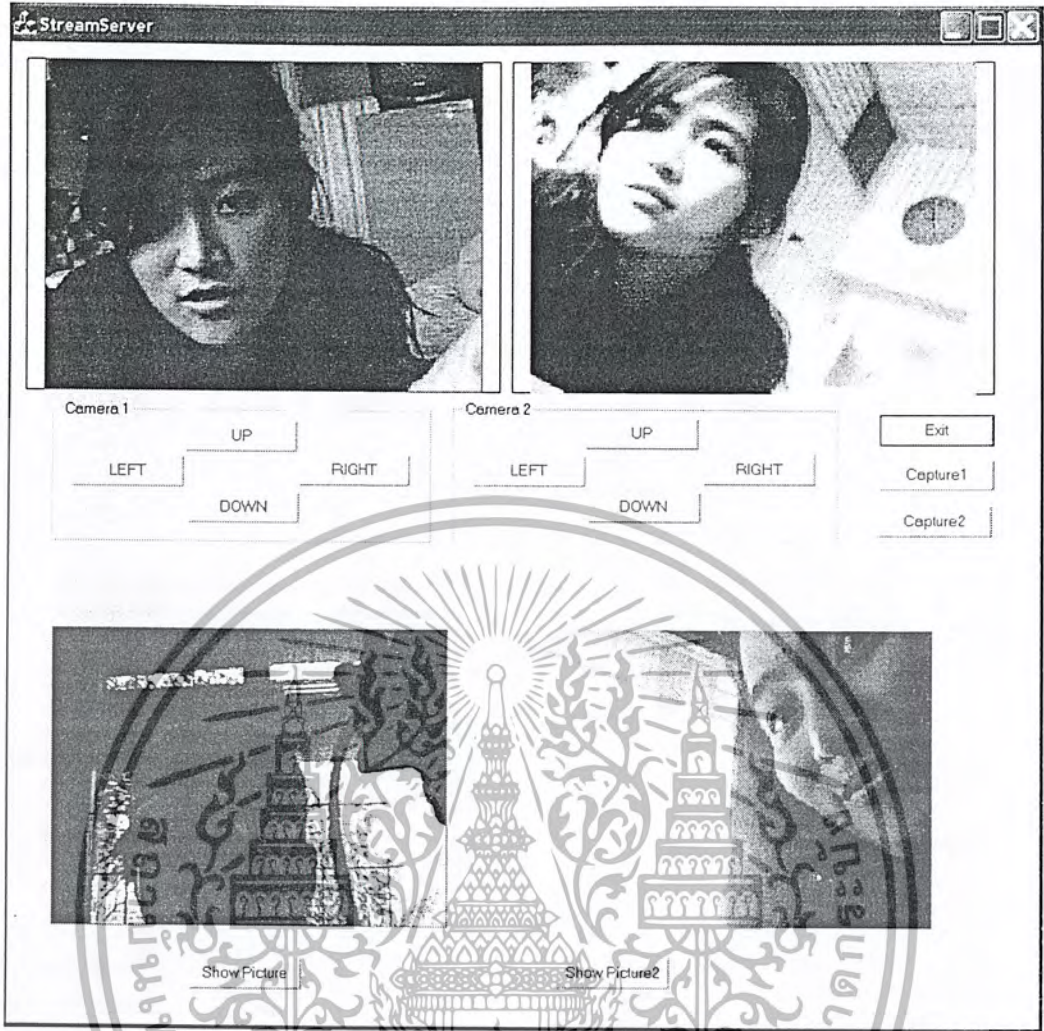 StreamServer
Camera 1
Camera 2
UP
UP
Exit
LEFT
RIGHT
LEFT
RIGHT
Capture1
DOWN
DOWN
Capture2
Show Picture
Show Picture2